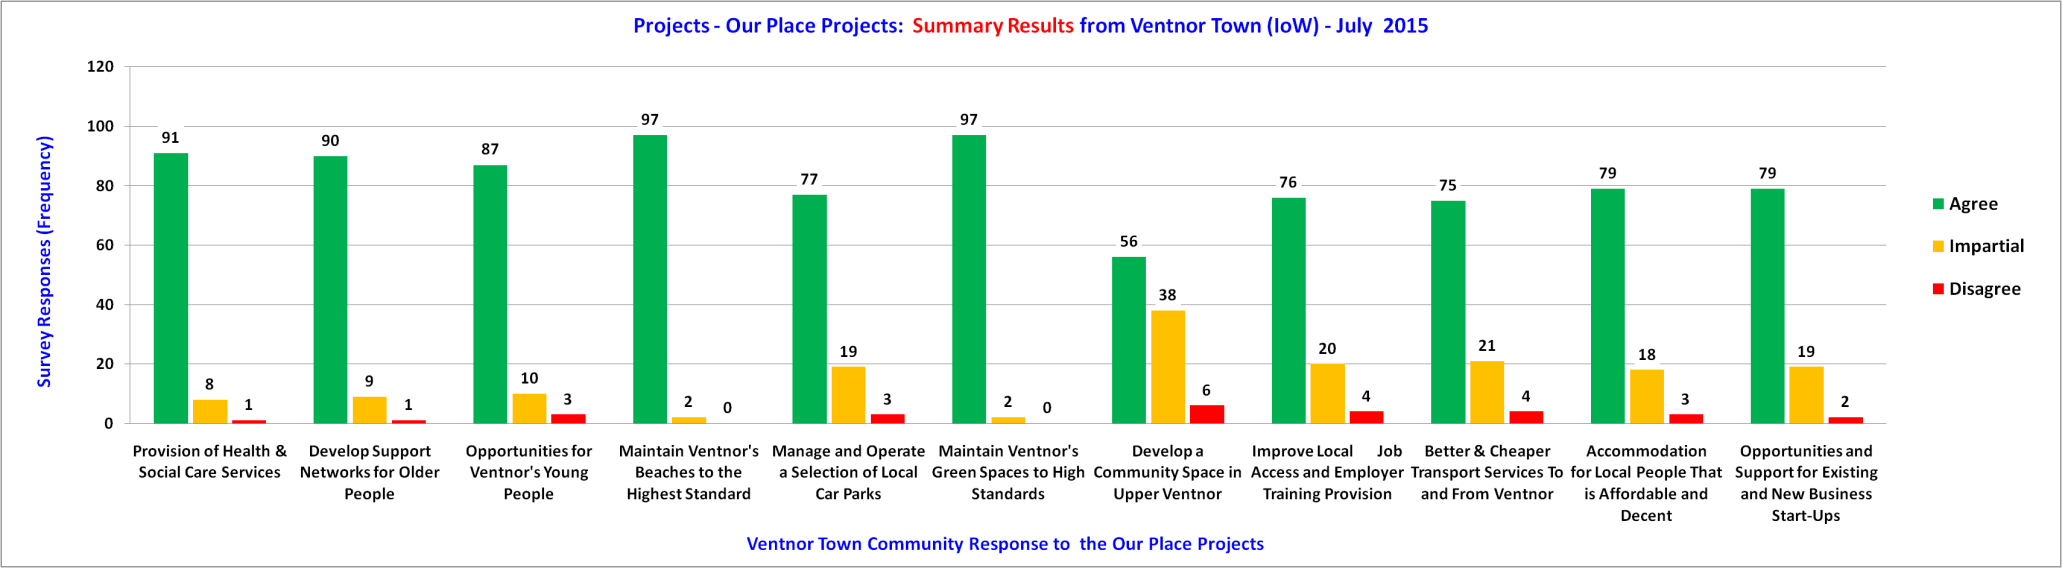 Projects - Our Place Projects:  Summary Results from Ventnor Town (IoW) - July  2015
Survey Responses (Frequency)
120
100
80
60
40
20
0
91
8
1
90
9
1
87
10
3
97
2
0
77
19
3
97
2
0
56
38
6
76
20
4
75
21
4
79
18
3
79
19
2
Provision of Health &
Social Care Services
Develop Support
Networks for Older
People
Opportunities for
Ventnor's Young
People
Maintain Ventnor's
Beaches to the
Highest Standard
Manage and Operate
a Selection of Local
Car Parks
Maintain Ventnor's
Green Spaces to High
Standards
Develop a
Community Space in
Upper Ventnor
Improve Local     Job
Access and Employer
Training Provision
Better & Cheaper
Transport Services To
and From Ventnor
Accommodation
for Local People That
is Affordable and
Decent
Opportunities and
Support for Existing
and New Business
Start-Ups
Ventnor Town Community Response to  the Our Place Projects
Agree
Impartial
Disagree